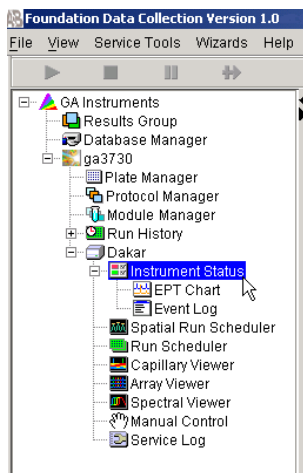 Foundation Data Collection Version 1.0
File View Service Tools Wizards Help
GA Instruments
Results Group
Database Manager
ga3730
Plate Manager
Protocol Manager
Module Manager
Run History
Dakar
Instrument Status
EPT Chart
Event Log
Spatial Run Scheduler
Run Scheduler
Capillary Viewer
Array Viewer
Spectral Viewer
Manual Control
Service Log